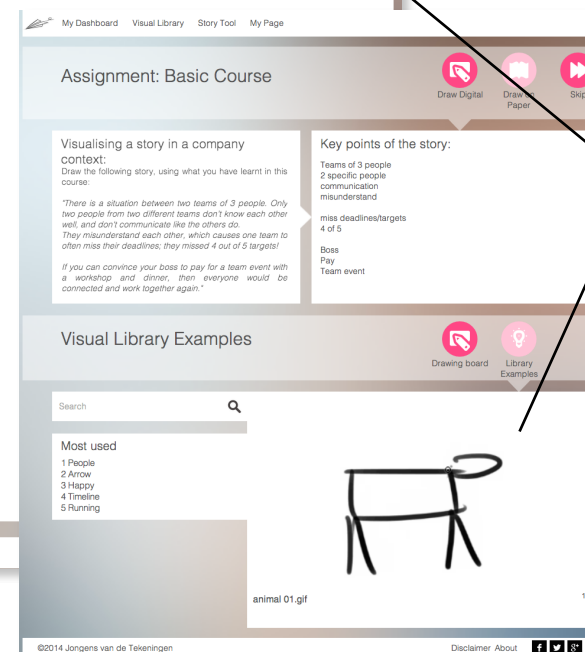 My Dashboard Visual Library Story Tool My Page
Assignment: Basic Course
Draw Digital
Draw on
Paper
Skip
Visualising a story in a company
context:
Draw the following story, using what you have learnt in this
course:
"There is a situation between two teams of 3 people. Only
two people from two different teams don't know each other
well, and don't communicate like the others do.
They misunderstand each other, which causes one team to
often miss their deadlines; they missed 4 out of 5 targets!
If you can convince your boss to pay for a team event with
a workshop and dinner, then everyone would be
connected and work together again."
Key points of the story:
Teams of 3 people
2 specific people
communication
misunderstand
miss deadlines/targets
4 of 5
Boss
Pay
Team event
Visual Library Examples
Drawing board
Library
Examples
Search
Most used
1 People
2 Arrow
3 Happy
4 Timeline
5 Running
animal 01.gif
1
©2014 Jongens van de Tekeningen
Disclaimer About